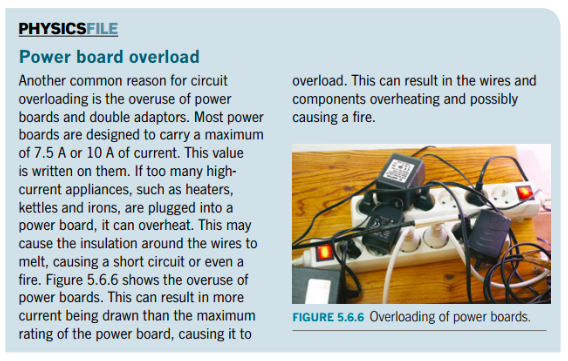 PHYSICSFILE
Power board overload
Another common reason for circuit
overloading is the overuse of power
boards and double adaptors. Most power
boards are designed to carry a maximum
of 7.5 A or 10 A of current. This value
is written on them. If too many high-
current appliances, such as heaters,
kettles and irons, are plugged into a
power board, it can overheat. This may
cause the insulation around the wires to
melt, causing a short circuit or even a
fire. Figure 5.6.6 shows the overuse of
power boards. This can result in more
current being drawn than the maximum
rating of the power board, causing it to
overload. This can result in the wires and
components overheating and possibly
causing a fire.
FIGURE 5.6.6 Overloading of power boards.